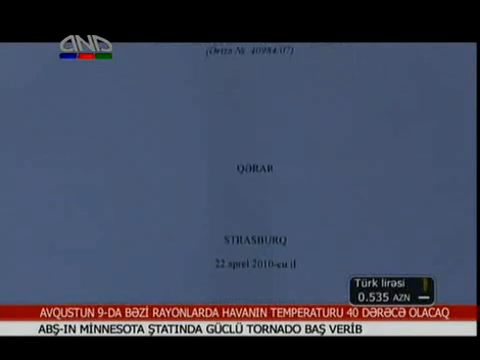 ANS
(Ərizə №. 40984/07)
QƏRAR
STRASBURQ
22 aprel 2010-cu il
Türk lirəsi
0.535 AZN
AVQUSTUN 9-DA BƏZİ RAYONLARDA HAVANIN TEMPERATURU 40 DƏRƏCƏ OLACAQ
ABŞ-IN MİNNESOTA ŞTATINDA GÜCLÜ TORNADO BAŞ VERİB